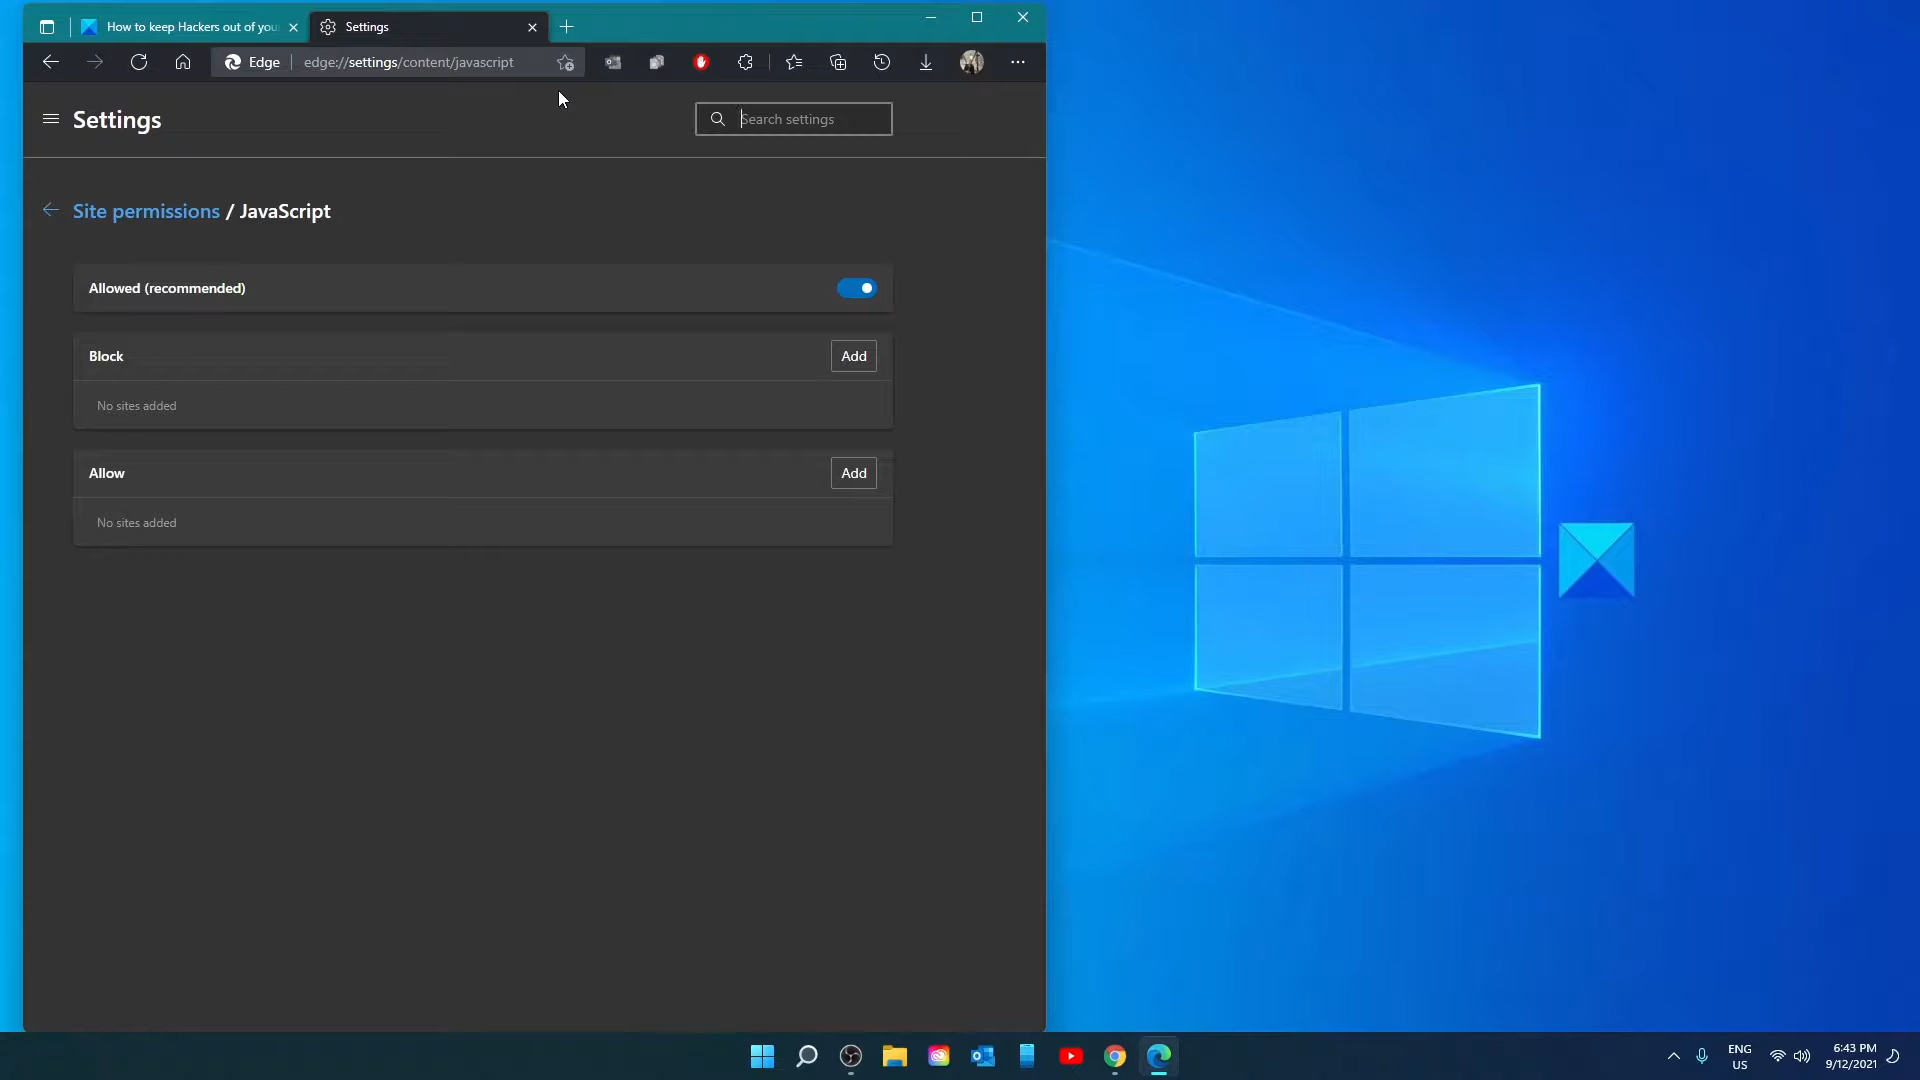 How to keep Hackers out of you
Settings
Edge
edge://settings/content/javascript
Settings
Search settings
Site permissions / JavaScript
Allowed (recommended)
Block
Add
No sites added
Allow
Add
No sites added
ENG
US
6:43 PM
9/12/2021